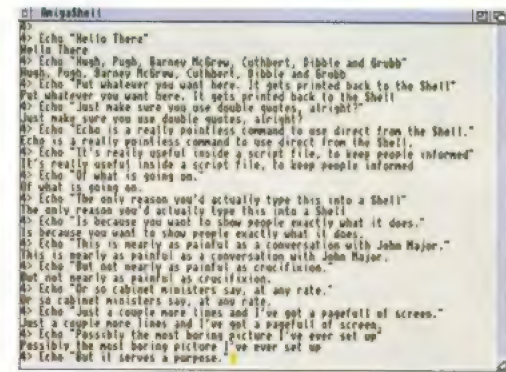 AmigaShell
4>
4> Echo "Hello There"
Hello There
4> Echo "Hugh, Pugh, Barney McGrew, Cuthbert, Dibble and Grubb"
Hugh, Pugh, Barney McGrew, Cuthbert, Dibble and Grubb
4> Echo "Put whatever you want here. It gets printed back to the Shell"
Put whatever you want here. It gets printed back to the Shell
4> Echo "Just make sure you use double quotes, alright?"
Just make sure you use double quotes, alright?
4> Echo "Echo is a really pointless command to use direct from the Shell."
Echo is a really pointless command to use direct from the Shell.
4> Echo "It's really useful inside a script file, to keep people informed"
It's really useful inside a script file, to keep people informed
4> Echo "Of what is going on."
Of what is going on.
4> Echo "The only reason you'd actually type this into a Shell"
The only reason you'd actually type this into a Shell
4> Echo "Is because you want to show people exactly what it does."
Is because you want to show people exactly what it does.
4> Echo "This is nearly as painful as a conversation with John Major."
This is nearly as painful as a conversation with John Major.
4> Echo "But not nearly as painful as crucifixion."
But not nearly as painful as crucifixion.
4> Echo "Or so cabinet ministers say, at any rate."
Or so cabinet ministers say, at any rate.
4> Echo "Just a couple more lines and I've got a pagefull of screen."
Just a couple more lines and I've got a pagefull of screen.
4> Echo "Possibly the most boring picture I've ever set up"
Possibly the most boring picture I've ever set up
4> Echo "But it serves a purpose."